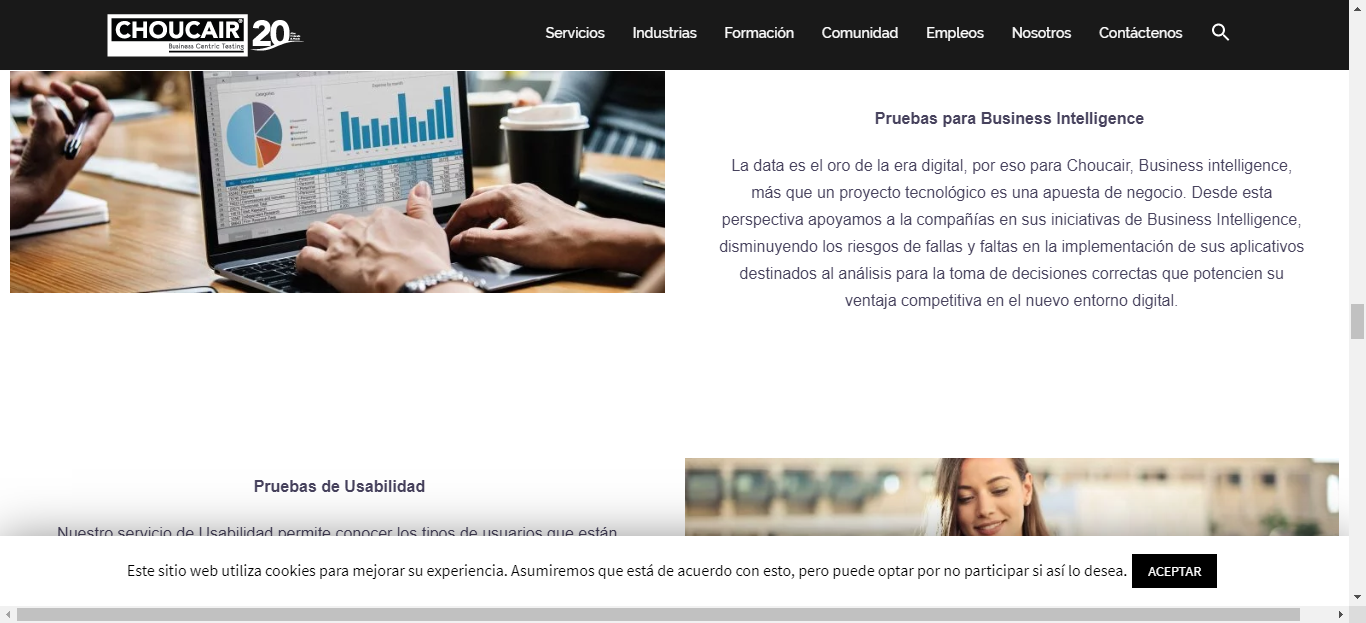 CHOUCAIR
Business Centric Testing
20
Servicios Industrias Formación Comunidad Empleos Nosotros Contáctenos
Categories
Pruebas para Business Intelligence
La data es el oro de la era digital, por eso para Choucair, Business intelligence,
más que un proyecto tecnológico es una apuesta de negocio. Desde esta
perspectiva apoyamos a la compañías en sus iniciativas de Business Intelligence,
disminuyendo los riesgos de fallas y faltas en la implementación de sus aplicativos
destinados al análisis para la toma de decisiones correctas que potencien su
ventaja competitiva en el nuevo entorno digital.
Pruebas de Usabilidad
Nuestro servicio de Usabilidad permite conocer los tipos de usuarios que están
Este sitio web utiliza cookies para mejorar su experiencia. Asumiremos que está de acuerdo con esto, pero puede optar por no participar si así lo desea. ACEPTAR